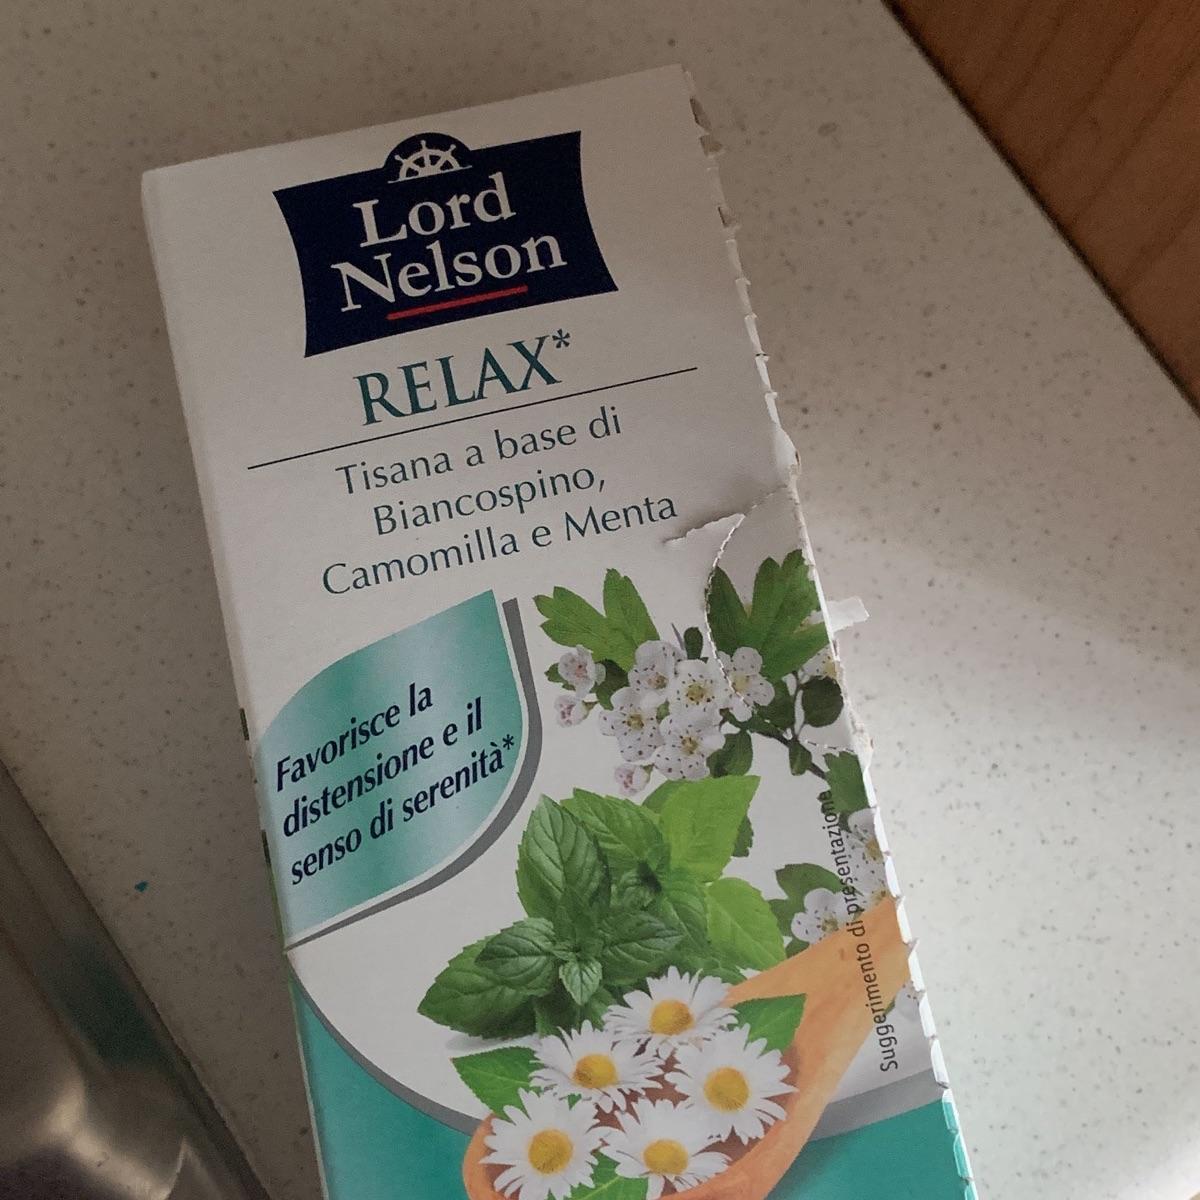 Lord
Nelson
RELAX*
Tisana a base di
Biancospino,
Camomilla e Menta
Favorisce la
distensione e il
senso di serenità*
Suggerimento di presentazione